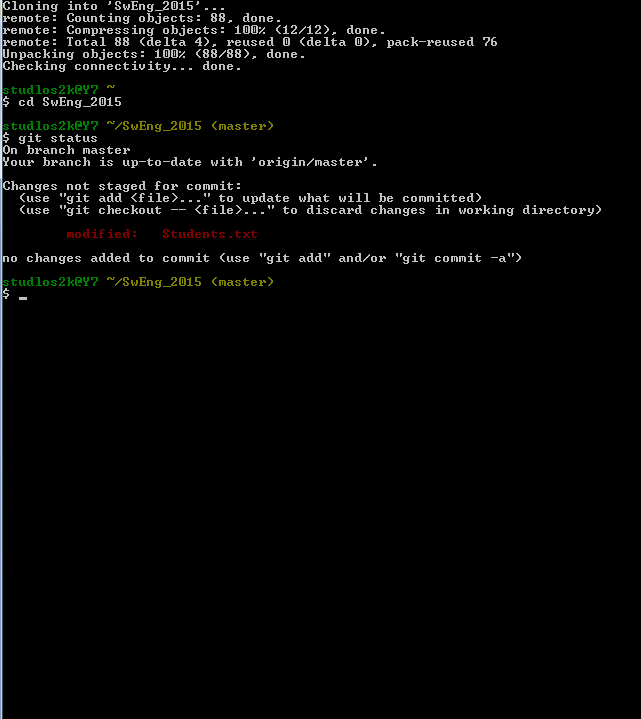 Cloning into 'SwEng_2015'...
remote: Counting objects: 88, done.
remote: Compressing objects: 100% (12/12), done.
remote: Total 88 (delta 4), reused 0 (delta 0), pack-reused 76
Unpacking objects: 100% (88/88), done.
Checking connectivity... done.
studlos2k@Y7 ~
$ cd SwEng_2015
studlos2k@Y7 ~/SwEng_2015 (master)
$ git status
On branch master
Your branch is up-to-date with 'origin/master'.
Changes not staged for commit:
(use "git add <file>..." to update what will be committed)
(use "git checkout -- <file>..." to discard changes in working directory)
modified: Students.txt
no changes added to commit (use "git add" and/or "git commit -a")
studlos2k@Y7 ~/SwEng_2015 (master)
$ _